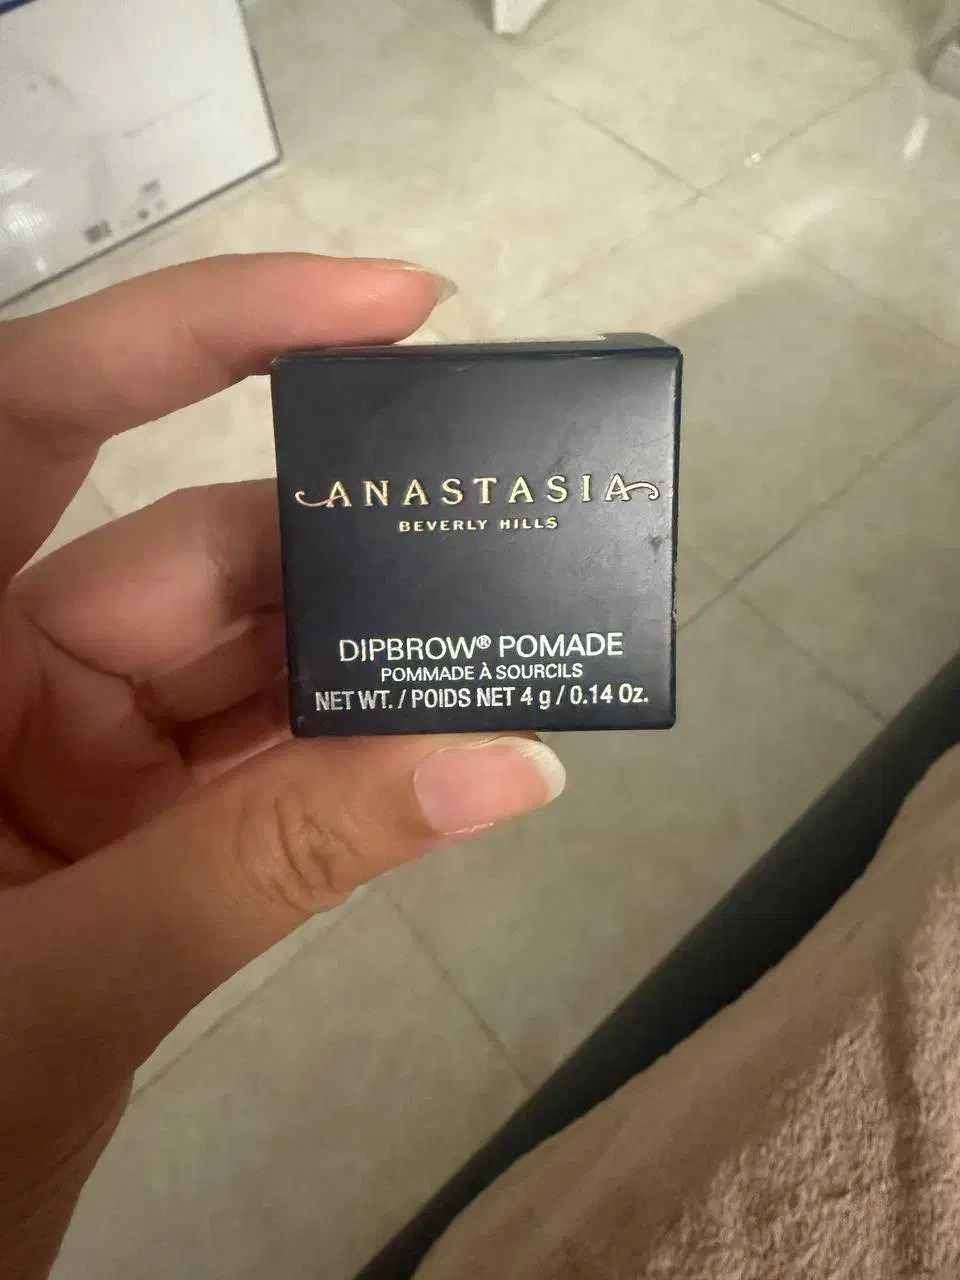 ANASTASIA
BEVERLY HILLS
DIPBROW® POMADE
POMMADE À SOURCILS
NET WT. / POIDS NET 4 g / 0.14 Oz.